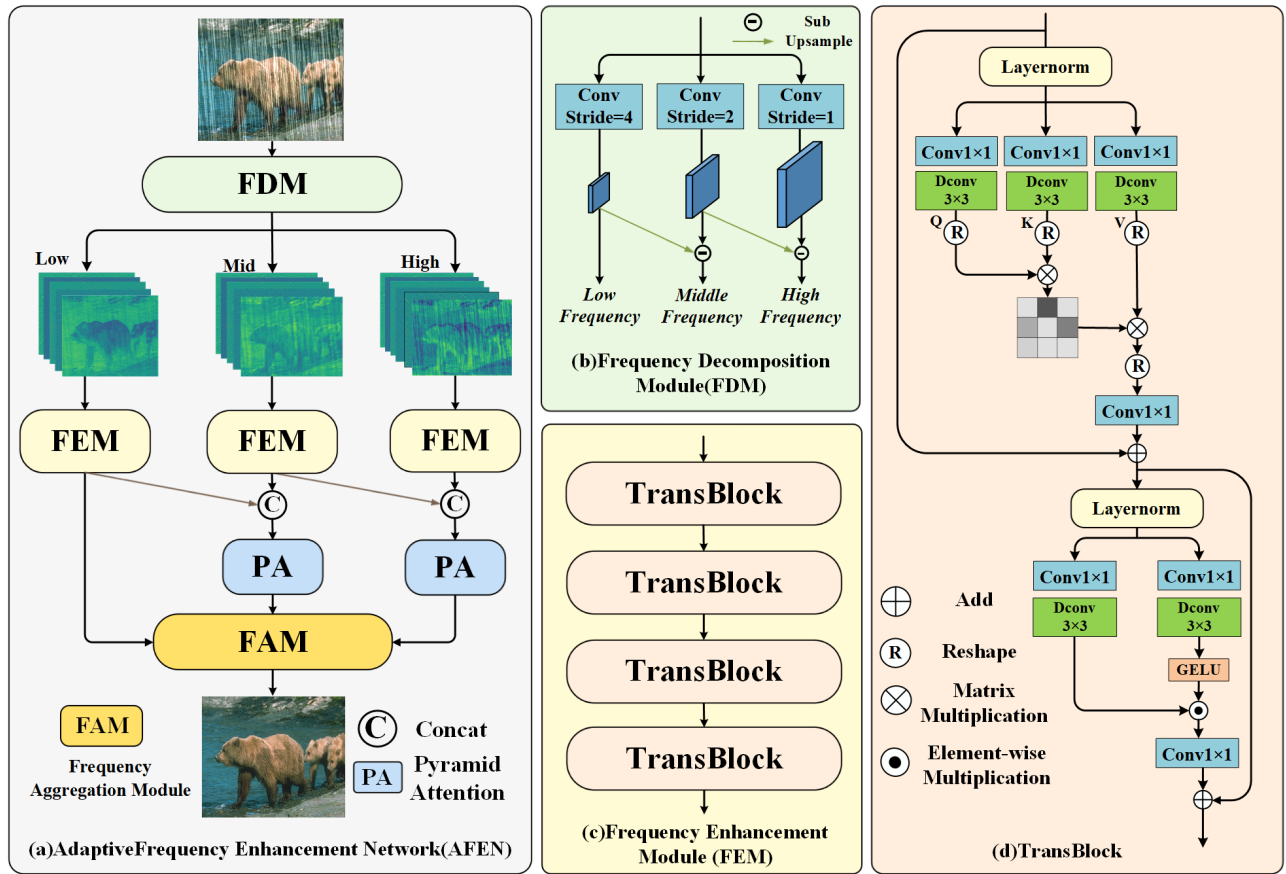 FDM
Low
Mid
High
FEM
FEM
FEM
C
C
PA
PA
FAM
FAM
Frequency
Aggregation Module
C
Concat
PA
Pyramid
Attention
(a)AdaptiveFrequency Enhancement Network(AFEN)
Sub
Upsample
Conv
Stride=4
Conv
Stride=2
Conv
Stride=1
Low
Frequency
Middle
Frequency
High
Frequency
(b)Frequency Decomposition
Module(FDM)
TransBlock
TransBlock
TransBlock
TransBlock
(c)Frequency Enhancement
Module (FEM)
Layernorm
Conv1×1
Conv1×1
Conv1×1
Dconv
3×3
Dconv
3×3
Dconv
3×3
Q
R
K
R
V
R
R
Conv1×1
Layernorm
Conv1×1
Conv1×1
Dconv
3×3
Dconv
3×3
GELU
Conv1×1
Add
R
Reshape
Matrix
Multiplication
Element-wise
Multiplication
(d)TransBlock